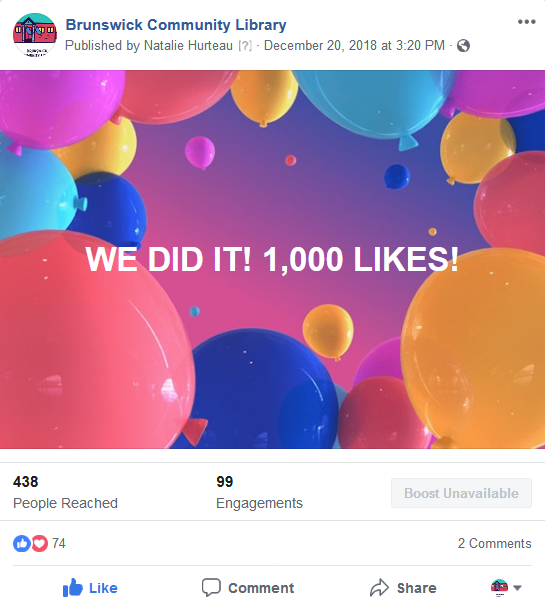 Brunswick Community Library
Published by Natalie Hurteau [?] · December 20, 2018 at 3:20 PM ·
WE DID IT! 1,000 LIKES!
438 99
People Reached Engagements Boost Unavailable
74 2 Comments
Like Comment Share